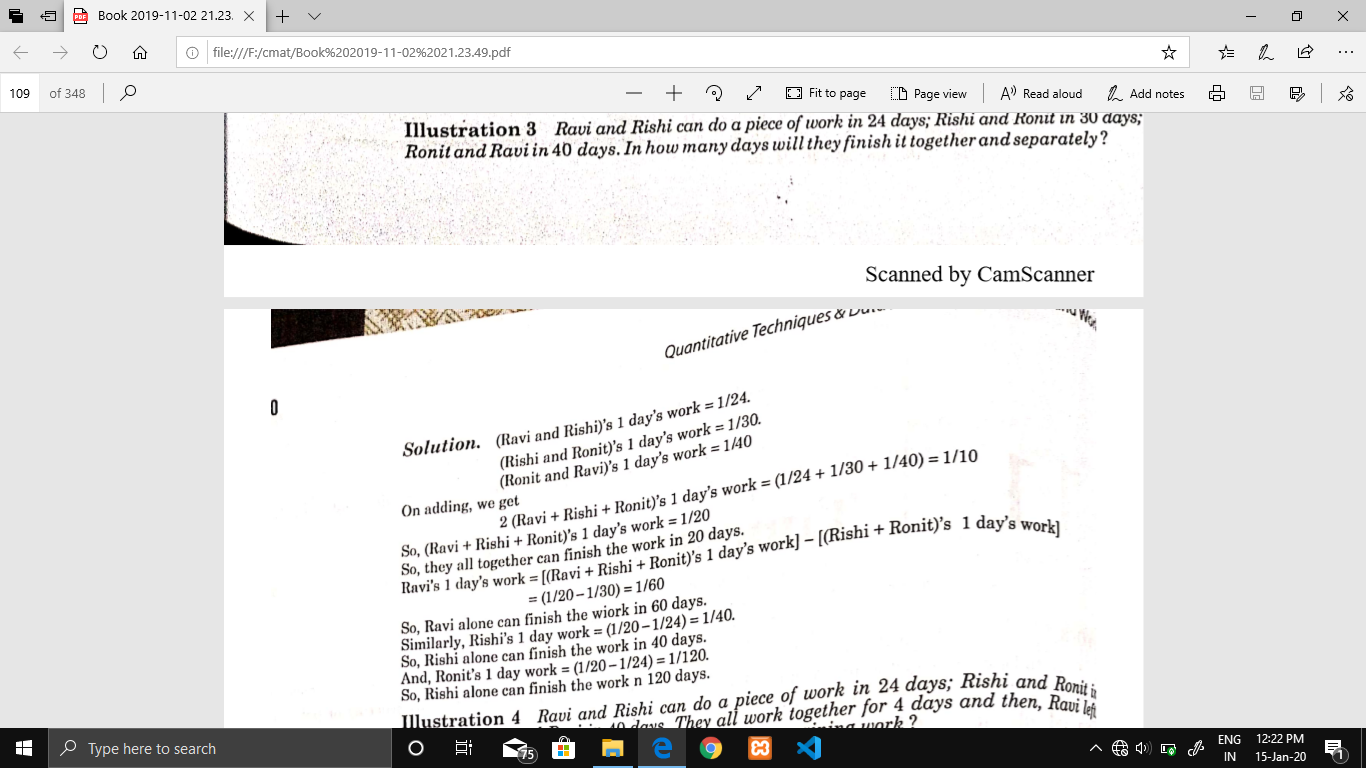 Book 2019-11-02 21.23.
file:///F:/cmat/Book%202019-11-02%2021.23.49.pdf
109 of 348 Fit to page Page view Read aloud Add notes
Illustration 3 Ravi and Rishi can do a piece of work in 24 days; Rishi and Ronit in 30 days;
Ronit and Ravi in 40 days. In how many days will they finish it together and separately?
Scanned by CamScanner
Quantitative Techniques &
0
Solution. (Ravi and Rishi)'s 1 day's work = 1/24.
(Rishi and Ronit)'s 1 day's work = 1/30.
(Ronit and Ravi)'s 1 day's work = 1/40
On adding, we get
2 (Ravi + Rishi + Ronit)'s 1 day's work = (1/24 + 1/30 + 1/40) = 1/10
So, (Ravi + Rishi + Ronit)'s 1 day's work = 1/20
So, they all together can finish the work in 20 days.
Ravi's 1 day's work = [(Ravi + Rishi + Ronit)'s 1 day's work] – [(Rishi + Ronit)'s 1 day's work]
= (1/20 – 1/30) = 1/60
So, Ravi alone can finish the wiork in 60 days.
Similarly, Rishi's 1 day work = (1/20 – 1/24) = 1/40.
So, Rishi alone can finish the work in 40 days.
And, Ronit's 1 day work = (1/20 – 1/24) = 1/120.
So, Rishi alone can finish the work n 120 days.
Illustration 4 Ravi and Rishi can do a piece of work in 24 days; Rishi and Ronit in
40 days. They all work together for 4 days and then, Ravi left
work ?
Type here to search
75
ENG
IN
12:22 PM
15-Jan-20
1